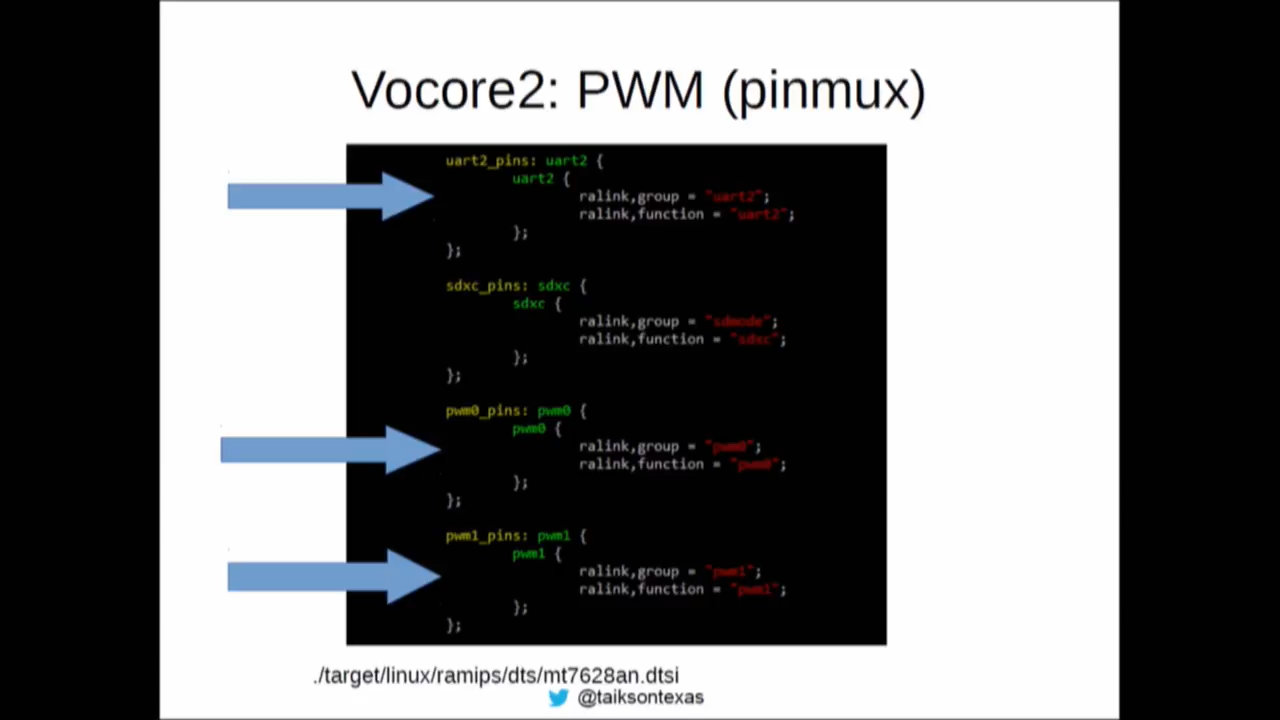 Vocore2: PWM (pinmux)
uart2_pins: uart2 {
uart2 {
ralink,group = "uart2";
ralink,function = "uart2";
};
};
sdxc_pins: sdxc {
sdxc {
ralink,group = "sdmode";
ralink,function = "sdxc";
};
};
pwm0_pins: pwm0 {
pwm0 {
ralink,group = "pwm0";
ralink,function = "pwm0";
};
};
pwm1_pins: pwm1 {
pwm1 {
ralink,group = "pwm1";
ralink,function = "pwm1";
};
};
./target/linux/ramips/dts/mt7628an.dtsi
@taiksontexas